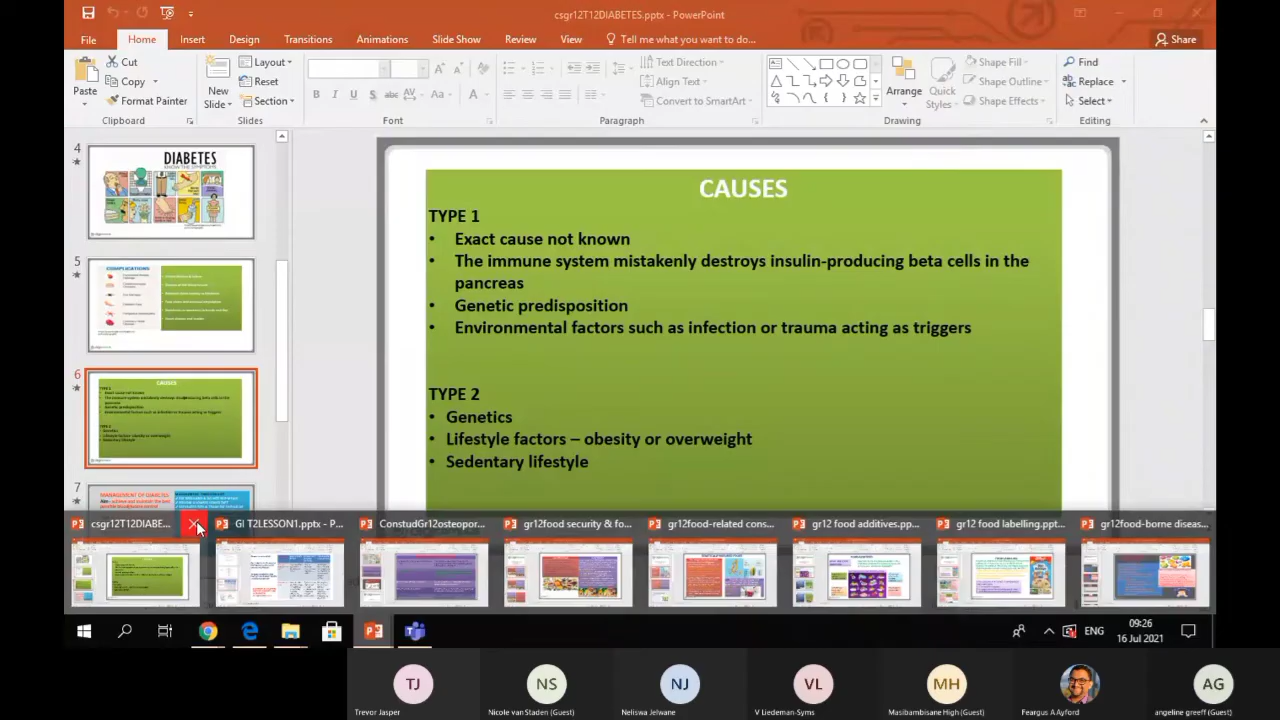 csgr12T12DIABETES.pptx - PowerPoint
File Home Insert Design Transitions Animations Slide Show Review View Tell me what you want to do... Share
Paste Cut Copy Format Painter
New Slide Layout Reset Section
B I U S abc AV Aa A
Text Direction Align Text Convert to SmartArt
Arrange Quick Styles Shape Fill Shape Outline Shape Effects
Find Replace Select
Clipboard Slides Font Paragraph Drawing Editing
4
DIABETES
5
COMPLICATIONS
6
CAUSES
7
MANAGEMENT OF DIABETES
CAUSES
TYPE 1
• Exact cause not known
• The immune system mistakenly destroys insulin-producing beta cells in the
pancreas
• Genetic predisposition
• Environmental factors such as infection or trauma acting as triggers
TYPE 2
• Genetics
• Lifestyle factors – obesity or overweight
• Sedentary lifestyle
csgr12T12DIABE... GI T2LESSON1.pptx - P... ConstudGr12osteopor... gr12food security & fo... gr12food-related cons... gr12 food additives.pp... gr12 food labelling.ppt... gr12food-borne diseas...
ENG
09:26
16 Jul 2021
TJ NS NJ VL MH AG
Trevor Jasper Nicole van Staden (Guest) Neliswa Jelwane V Liedeman-Syms Masibambisane High (Guest) Feargus A Ayford angeline greeff (Guest)